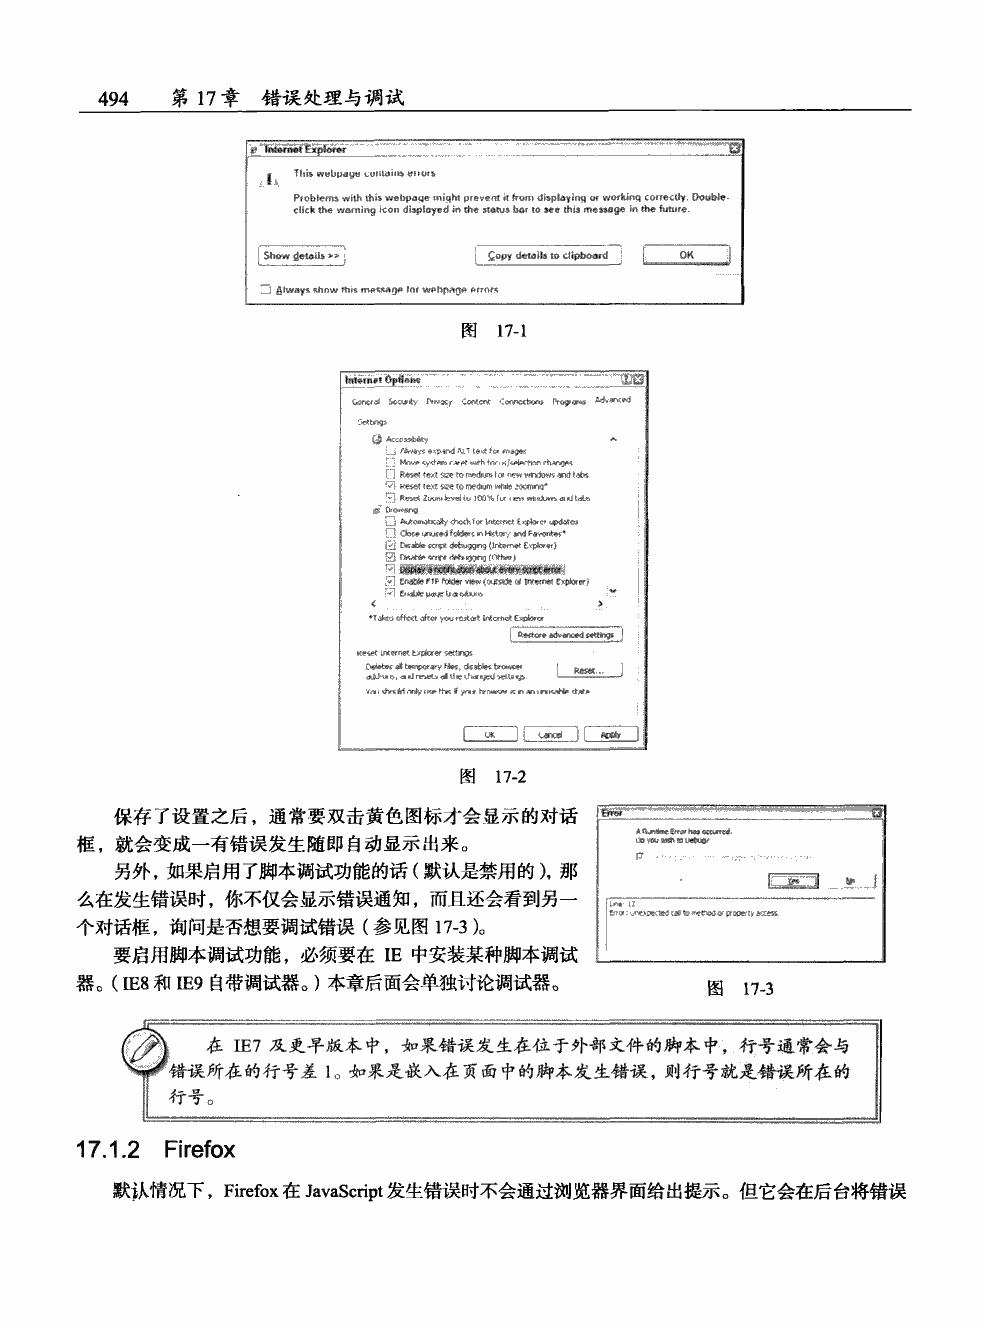 494 第 17 章 错误处理与调试
Internet Explorer
This webpage contains errors
Problems with this webpage might prevent it from displaying or working correctly. Double-
click the warning icon displayed in the status bar to see this message in the future.
Show details >>
Copy details to clipboard
OK
Always show this message for webpage errors
图 17-1
Internet Options
General Security Privacy Content Connections Programs Advanced
Settings
Accessibility
Always expand ALT text for images
Move system caret with focus/selection changes
Reset text size to medium for new windows and tabs
Reset text size to medium while zooming*
Reset Zoom level to 100% for new windows and tabs
Browsing
Automatically check for Internet Explorer updates
Close unused folders in History and Favorites*
Disable script debugging (Internet Explorer)
Disable script debugging (Other)
Display a notification about every script error
Enable FTP folder view (outside of Internet Explorer)
Enable page transitions
*Takes effect after you restart Internet Explorer
Restore advanced settings
Reset Internet Explorer settings
Deletes all temporary files, disables browser
add-ons, and resets all the changed settings.
Reset...
You should only use this if your browser is in an unusable state
OK Cancel Apply
图 17-2
保存了设置之后，通常要双击黄色图标才会显示的对话
框，就会变成一有错误发生随即自动显示出来。
另外，如果启用了脚本调试功能的话（默认是禁用的），那
么在发生错误时，你不仅会显示错误通知，而且还会看到另一
个对话框，询问是否想要调试错误（参见图 17-3）。
要启用脚本调试功能，必须要在 IE 中安装某种脚本调试
器。（IE8 和 IE9 自带调试器。）本章后面会单独讨论调试器。
Error
A Runtime Error has occurred.
Do you wish to Debug?
Yes No
Line: 13
Error: Unexpected call to method or property access.
图 17-3
在 IE7 及更早版本中，如果错误发生在位于外部文件的脚本中，行号通常会与
错误所在的行号差 1。如果是嵌入在页面中的脚本发生错误，则行号就是错误所在的
行号。
17.1.2 Firefox
默认情况下，Firefox 在 JavaScript 发生错误时不会通过浏览器界面给出提示。但它会在后台将错误